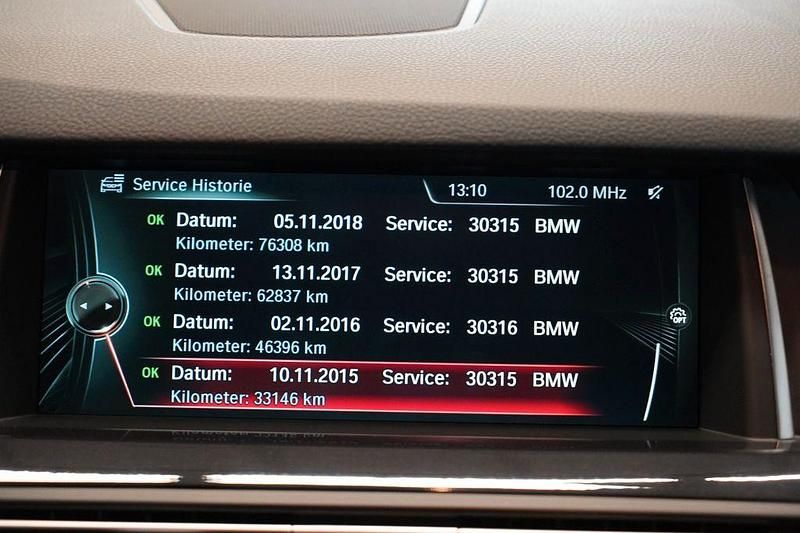 Service Historie 13:10 102.0 MHz
OK Datum: 05.11.2018 Service: 30315 BMW
Kilometer: 76308 km
OK Datum: 13.11.2017 Service: 30315 BMW
Kilometer: 62837 km
OK Datum: 02.11.2016 Service: 30316 BMW
Kilometer: 46396 km
OPT
OK Datum: 10.11.2015 Service: 30315 BMW
Kilometer: 33146 km